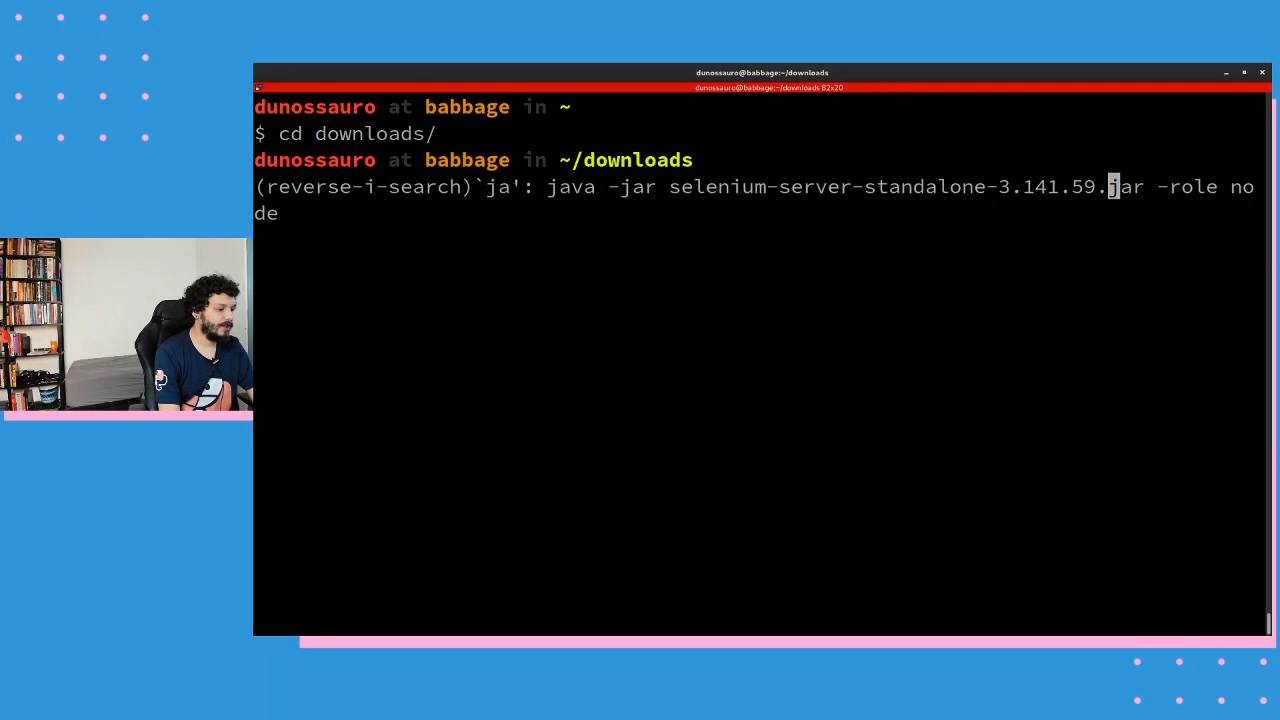 dunossauro@babbage:~/downloads
dunossauro@babbage:~/downloads 82x20
dunossauro at babbage in ~
$ cd downloads/
dunossauro at babbage in ~/downloads
(reverse-i-search)`ja': java -jar selenium-server-standalone-3.141.59.jar -role no
de